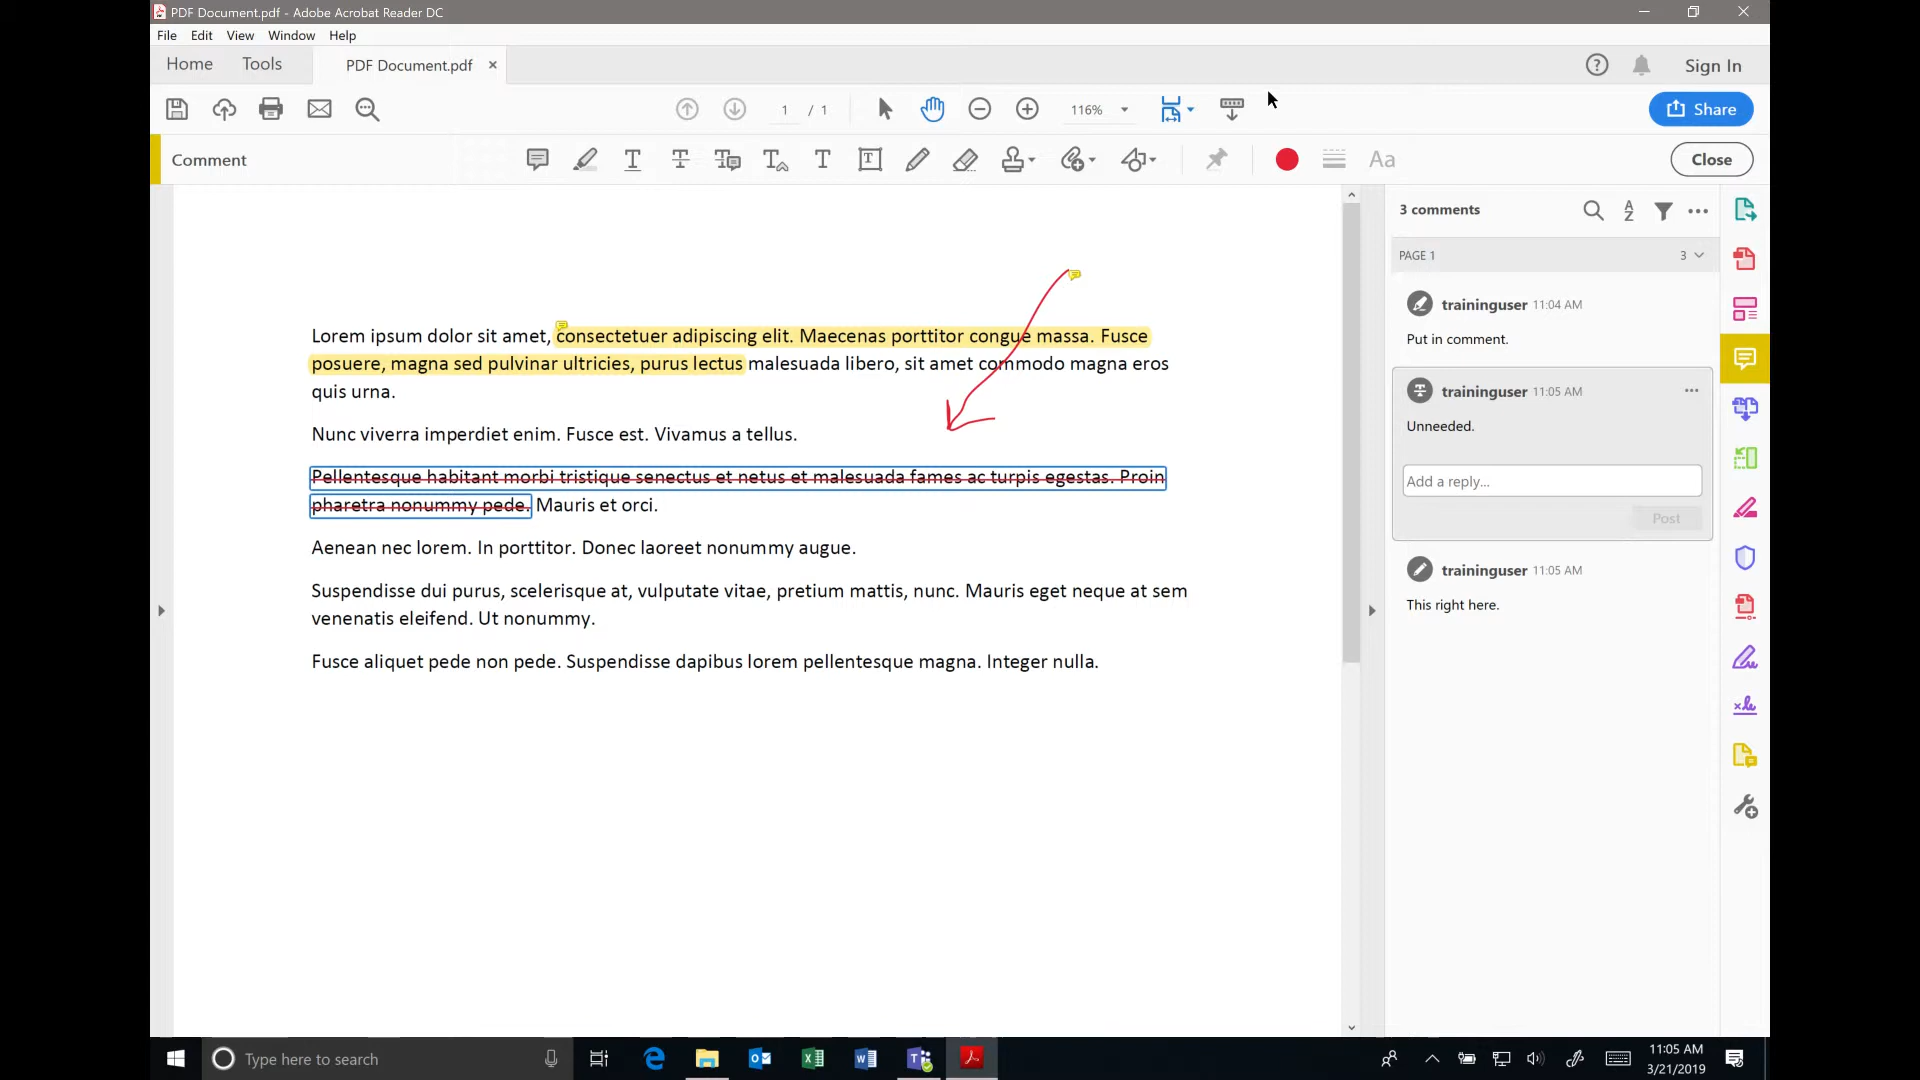 PDF Document.pdf - Adobe Acrobat Reader DC
File Edit View Window Help
Home Tools PDF Document.pdf × Sign In
1 / 1 116% Share
Comment Aa Close
3 comments
PAGE 1 3
traininguser 11:04 AM
Put in comment.
traininguser 11:05 AM
Unneeded.
Add a reply...
Post
traininguser 11:05 AM
This right here.
Lorem ipsum dolor sit amet, consectetuer adipiscing elit. Maecenas porttitor congue massa. Fusce
posuere, magna sed pulvinar ultricies, purus lectus malesuada libero, sit amet commodo magna eros
quis urna.
Nunc viverra imperdiet enim. Fusce est. Vivamus a tellus.
Pellentesque habitant morbi tristique senectus et netus et malesuada fames ac turpis egestas. Proin
pharetra nonummy pede. Mauris et orci.
Aenean nec lorem. In porttitor. Donec laoreet nonummy augue.
Suspendisse dui purus, scelerisque at, vulputate vitae, pretium mattis, nunc. Mauris eget neque at sem
venenatis eleifend. Ut nonummy.
Fusce aliquet pede non pede. Suspendisse dapibus lorem pellentesque magna. Integer nulla.
Type here to search
11:05 AM
3/21/2019